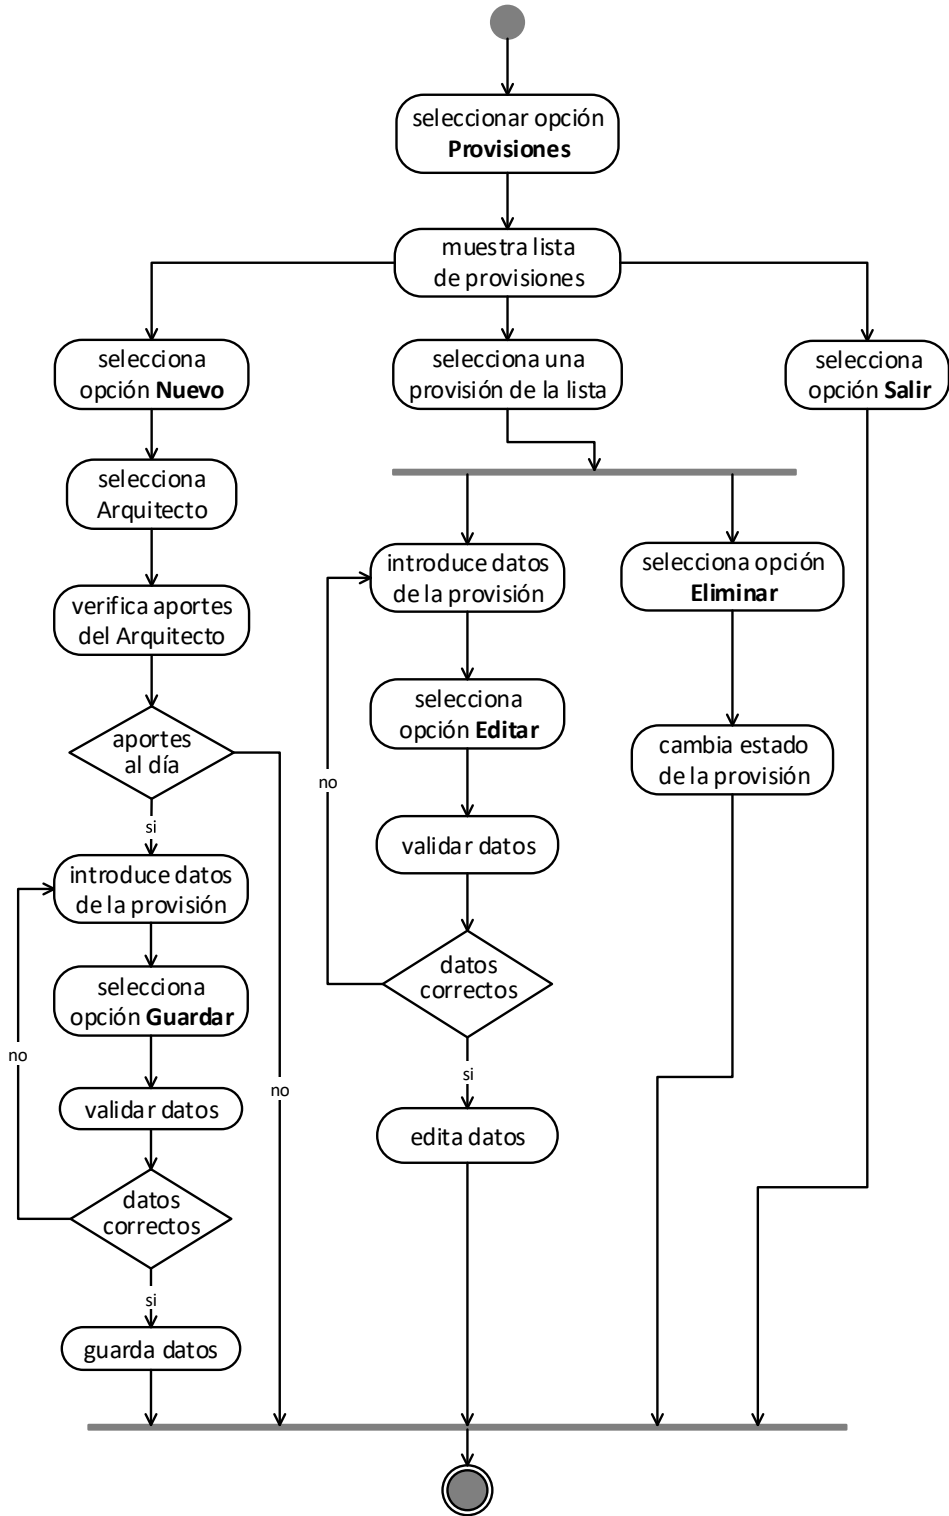 seleccionar opción
Provisiones
muestra lista
de provisiones
selecciona
opción Nuevo
selecciona
Arquitecto
verifica aportes
del Arquitecto
aportes
al día
si
no
introduce datos
de la provisión
selecciona
opción Guardar
validar datos
datos
correctos
no
si
guarda datos
selecciona una
provisión de la lista
introduce datos
de la provisión
selecciona
opción Editar
validar datos
datos
correctos
no
si
edita datos
selecciona opción
Eliminar
cambia estado
de la provisión
selecciona
opción Salir